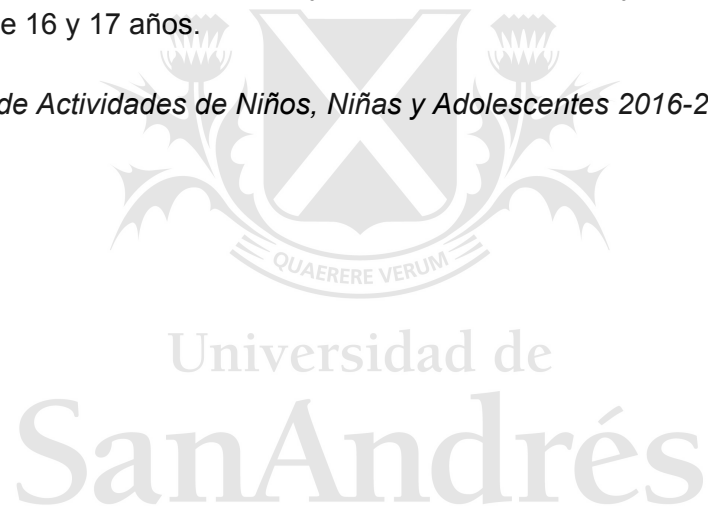 e 16 y 17 años.
de Actividades de Niños, Niñas y Adolescentes 2016-2
QUAERERE VERUM
Universidad de
SanAndrés